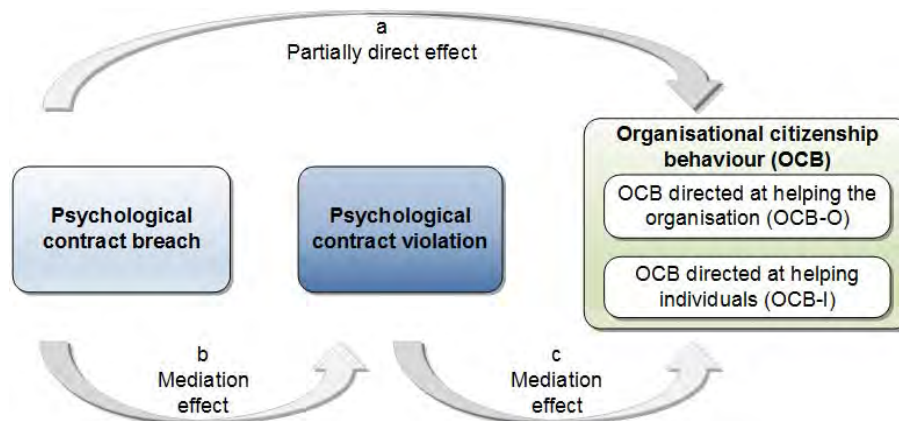 a
Partially direct effect
Organisational citizenship
behaviour (OCB)
OCB directed at helping the
organisation (OCB-O)
OCB directed at helping
individuals (OCB-I)
Psychological
contract breach
Psychological
contract violation
b
Mediation
effect
c
Mediation
effect